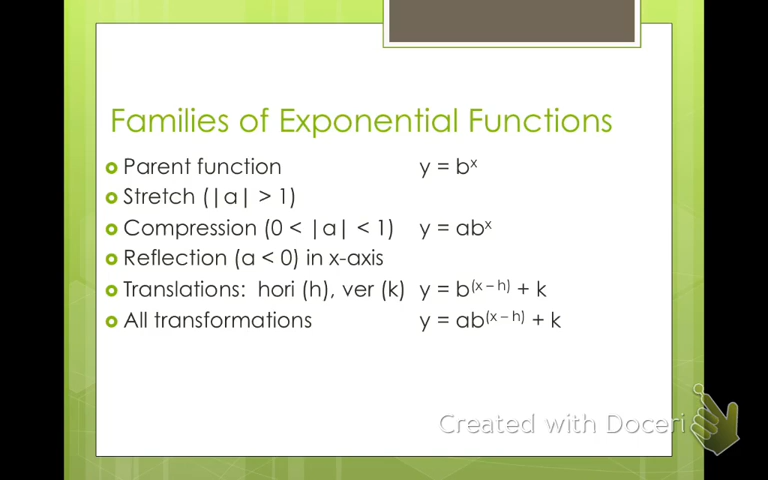 Families of Exponential Functions
Parent function y = bˣ
Stretch (|a| > 1)
Compression (0 < |a| < 1) y = abˣ
Reflection (a < 0) in x-axis
Translations: hori (h), ver (k) y = b⁽ˣ ⁻ ʰ⁾ + k
All transformations y = ab⁽ˣ ⁻ ʰ⁾ + k
Created with Doceri